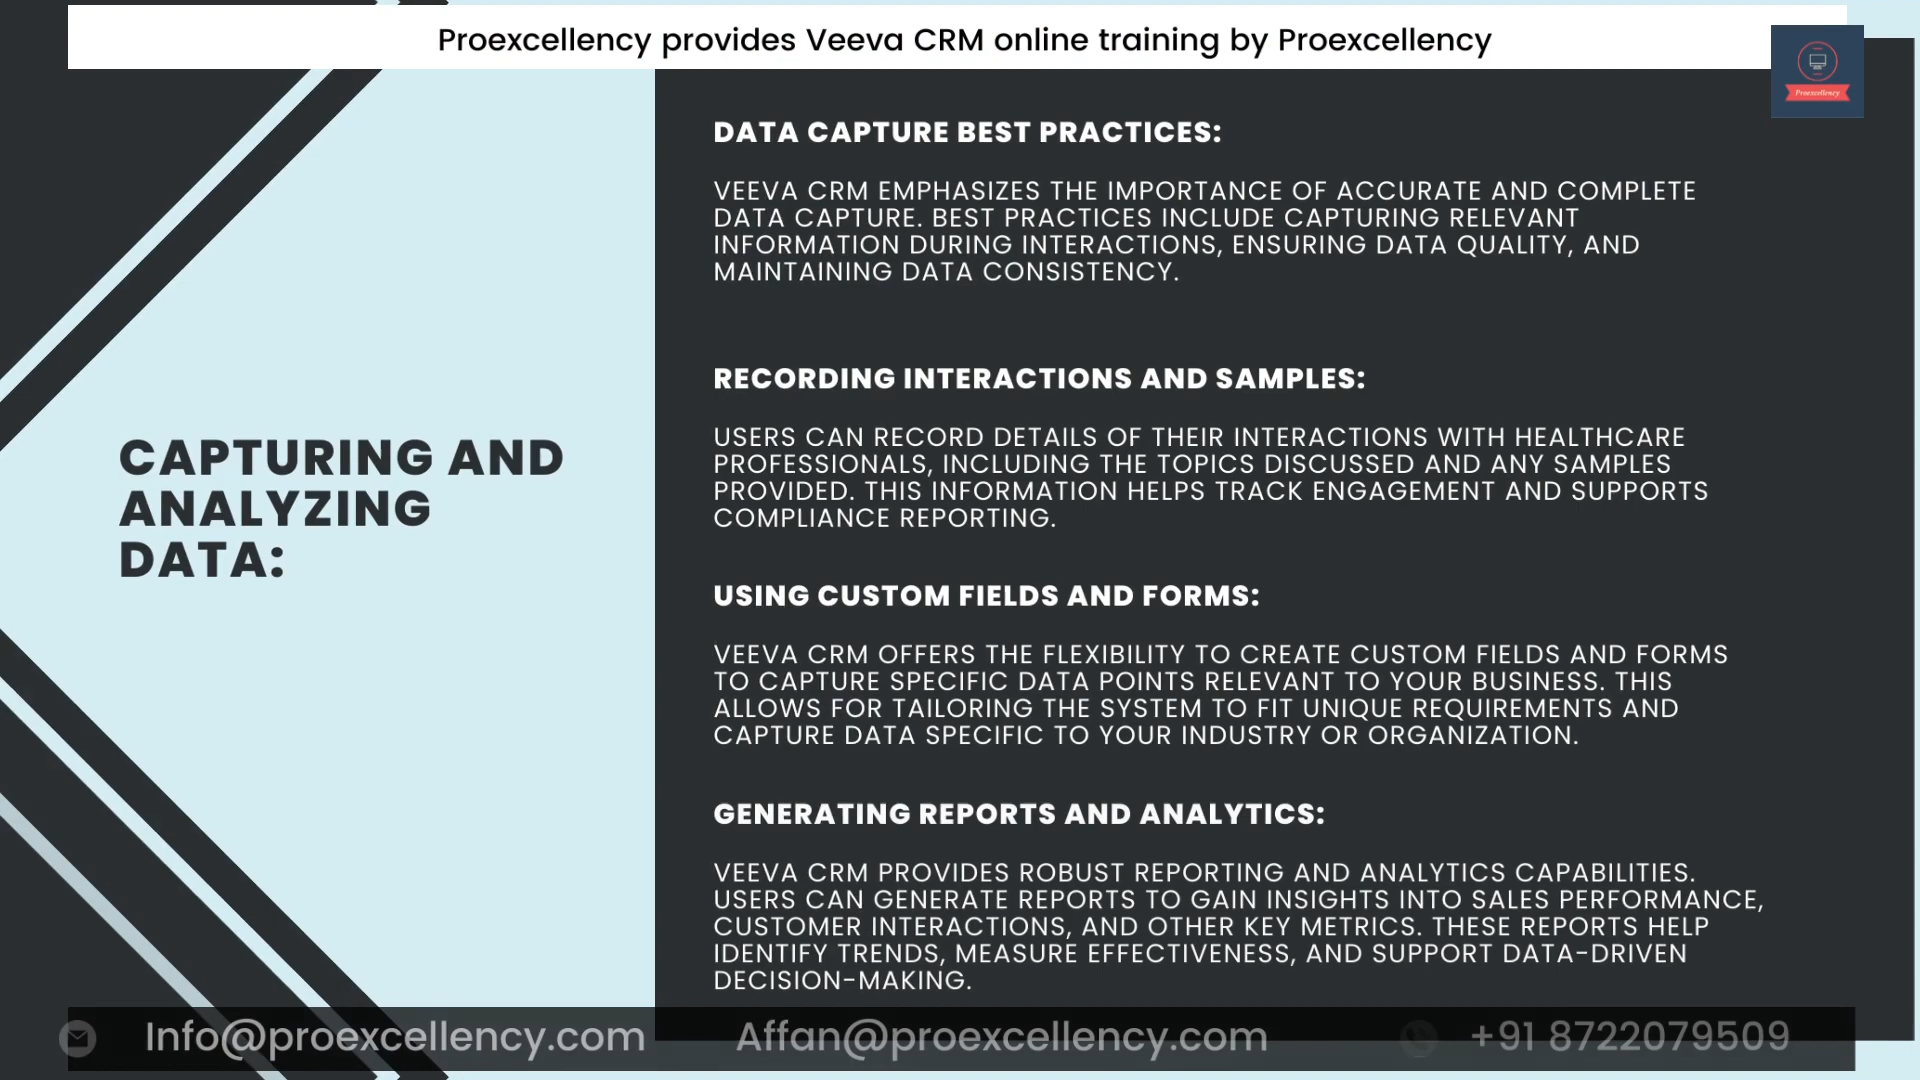 Proexcellency provides Veeva CRM online training by Proexcellency
Proexcellency
CAPTURING AND
ANALYZING
DATA:
DATA CAPTURE BEST PRACTICES:
VEEVA CRM EMPHASIZES THE IMPORTANCE OF ACCURATE AND COMPLETE
DATA CAPTURE. BEST PRACTICES INCLUDE CAPTURING RELEVANT
INFORMATION DURING INTERACTIONS, ENSURING DATA QUALITY, AND
MAINTAINING DATA CONSISTENCY.
RECORDING INTERACTIONS AND SAMPLES:
USERS CAN RECORD DETAILS OF THEIR INTERACTIONS WITH HEALTHCARE
PROFESSIONALS, INCLUDING THE TOPICS DISCUSSED AND ANY SAMPLES
PROVIDED. THIS INFORMATION HELPS TRACK ENGAGEMENT AND SUPPORTS
COMPLIANCE REPORTING.
USING CUSTOM FIELDS AND FORMS:
VEEVA CRM OFFERS THE FLEXIBILITY TO CREATE CUSTOM FIELDS AND FORMS
TO CAPTURE SPECIFIC DATA POINTS RELEVANT TO YOUR BUSINESS. THIS
ALLOWS FOR TAILORING THE SYSTEM TO FIT UNIQUE REQUIREMENTS AND
CAPTURE DATA SPECIFIC TO YOUR INDUSTRY OR ORGANIZATION.
GENERATING REPORTS AND ANALYTICS:
VEEVA CRM PROVIDES ROBUST REPORTING AND ANALYTICS CAPABILITIES.
USERS CAN GENERATE REPORTS TO GAIN INSIGHTS INTO SALES PERFORMANCE,
CUSTOMER INTERACTIONS, AND OTHER KEY METRICS. THESE REPORTS HELP
IDENTIFY TRENDS, MEASURE EFFECTIVENESS, AND SUPPORT DATA-DRIVEN
DECISION-MAKING.
Info@proexcellency.com Affan@proexcellency.com +91 8722079509